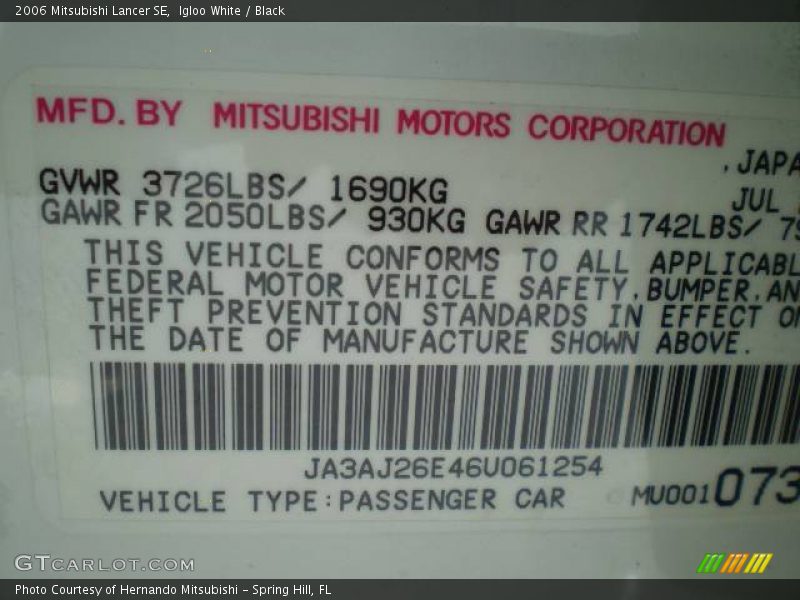 2006 Mitsubishi Lancer SE,  Igloo White / Black
MFD. BY MITSUBISHI MOTORS CORPORATION
, JAPA
GVWR 3726LBS/ 1690KG JUL
GAWR FR 2050LBS/ 930KG GAWR RR 1742LBS/ 79
THIS VEHICLE CONFORMS TO ALL APPLICABL
FEDERAL MOTOR VEHICLE SAFETY, BUMPER, AN
THEFT PREVENTION STANDARDS IN EFFECT ON
THE DATE OF MANUFACTURE SHOWN ABOVE.
JA3AJ26E46U061254
VEHICLE TYPE:PASSENGER CAR MU001073
GTCARLOT.COM
Photo Courtesy of Hernando Mitsubishi - Spring Hill, FL